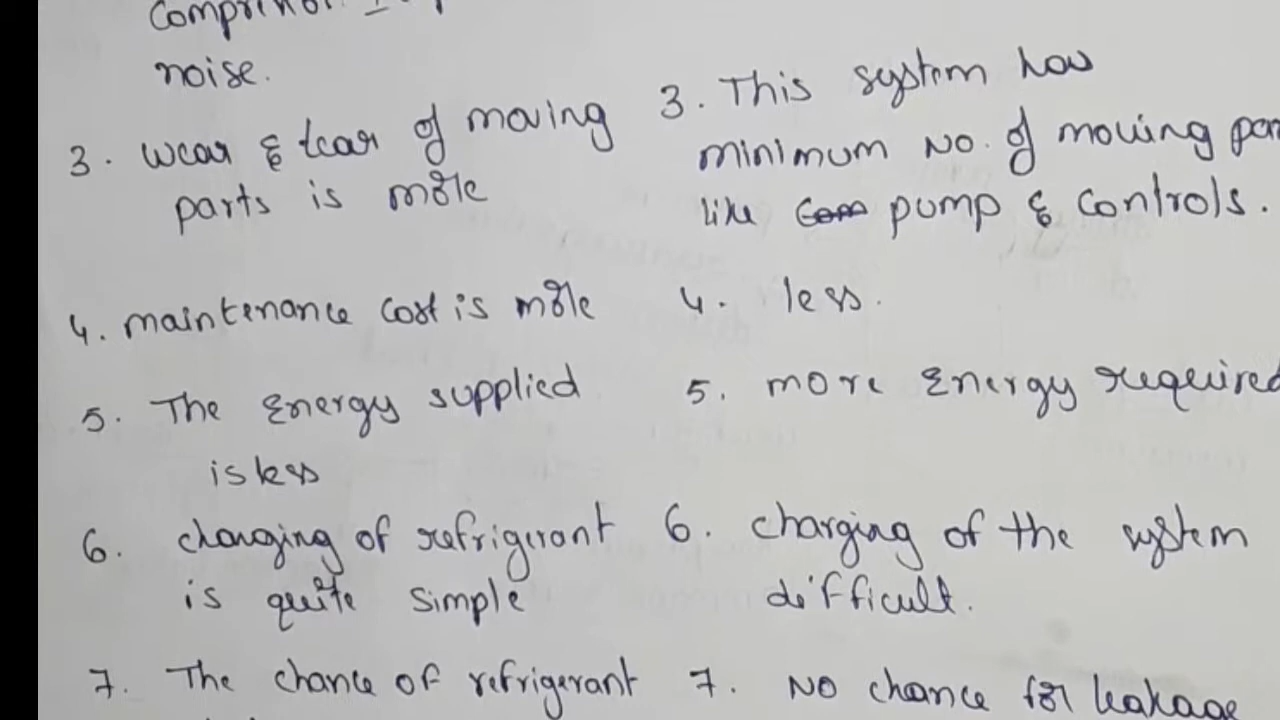 noise.
3. wear & tear of moving
parts is more
4. maintenance cost is more
5. The Energy supplied
is less
6. charging of refrigerant
is quite simple
7. The chance of refrigerant
3. This system has
minimum No. of moving
like pump & controls.
4. less.
5. more Energy required
6. charging of the system
difficult.
7. No chance for leakage